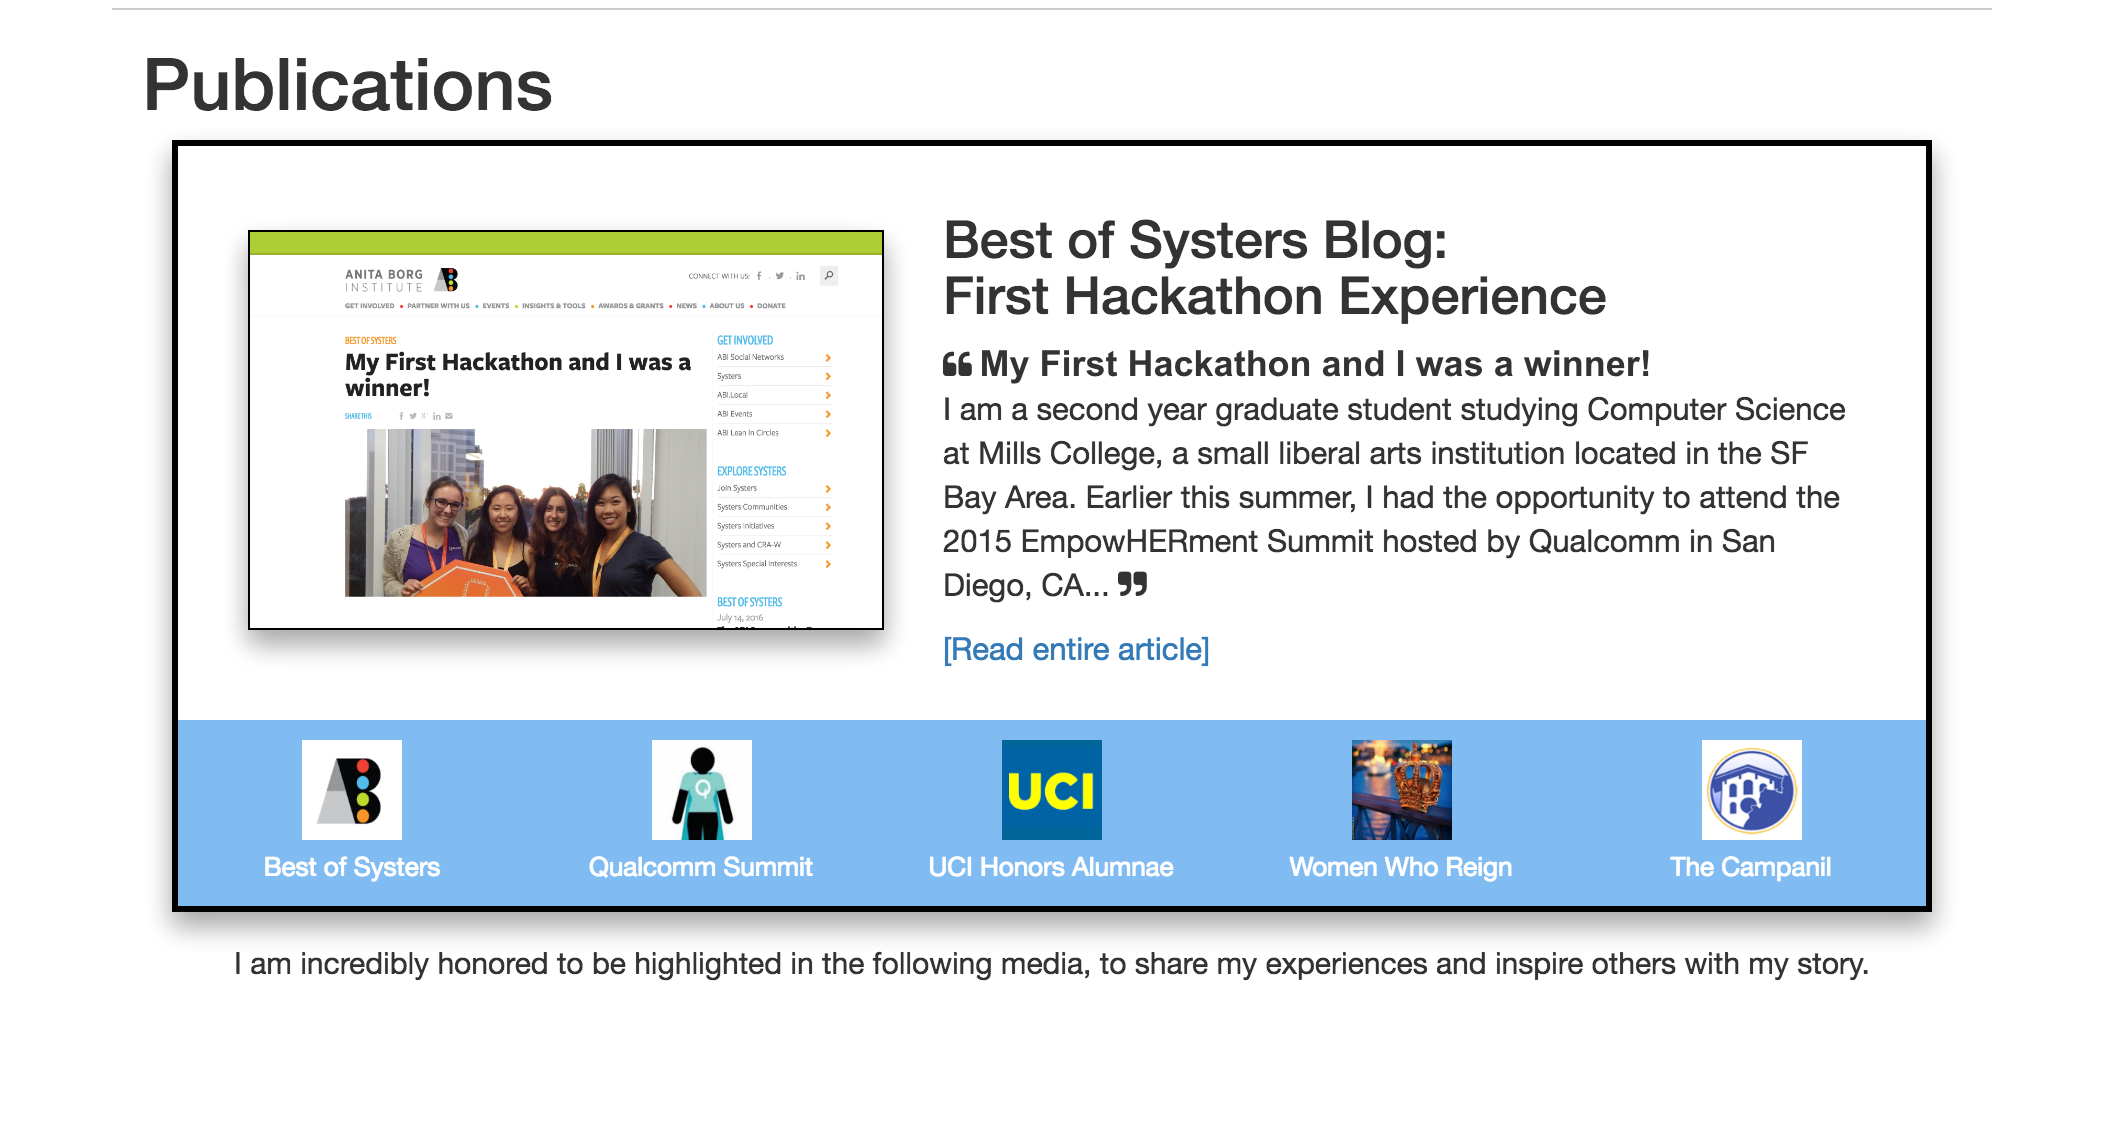 Publications
ANITA BORG
INSTITUTE
CONNECT WITH US:
GET INVOLVED PARTNER WITH US EVENTS INSIGHTS & TOOLS AWARDS & GRANTS NEWS ABOUT US DONATE
BEST OF SYSTERS
My First Hackathon and I was a
winner!
SHARE THIS
GET INVOLVED
ABI Social Networks
Systers
ABI.Local
ABI Events
ABI Lean In Circles
EXPLORE SYSTERS
Join Systers
Systers Communities
Systers Initiatives
Systers and CRA-W
Systers Special Interests
BEST OF SYSTERS
July 14, 2016
Best of Systers Blog:
First Hackathon Experience
❝ My First Hackathon and I was a winner!
I am a second year graduate student studying Computer Science
at Mills College, a small liberal arts institution located in the SF
Bay Area. Earlier this summer, I had the opportunity to attend the
2015 EmpowHERment Summit hosted by Qualcomm in San
Diego, CA... ❞
[Read entire article]
Q
UCI
Best of Systers
Qualcomm Summit
UCI Honors Alumnae
Women Who Reign
The Campanil
I am incredibly honored to be highlighted in the following media, to share my experiences and inspire others with my story.